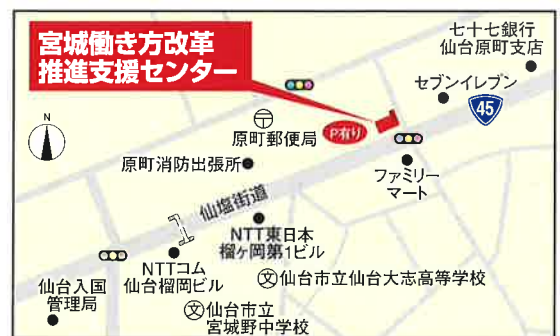 宮城働き方改革
推進支援センター
七十七銀行
仙台原町支店
セブンイレブン
45
N
原町郵便局
P有り
原町消防出張所
ファミリー
マート
仙塩街道
NTT東日本
榴ヶ岡第1ビル
NTTコム
仙台榴岡ビル
文仙台市立仙台大志高等学校
仙台入国
管理局
文仙台市立
宮城野中学校